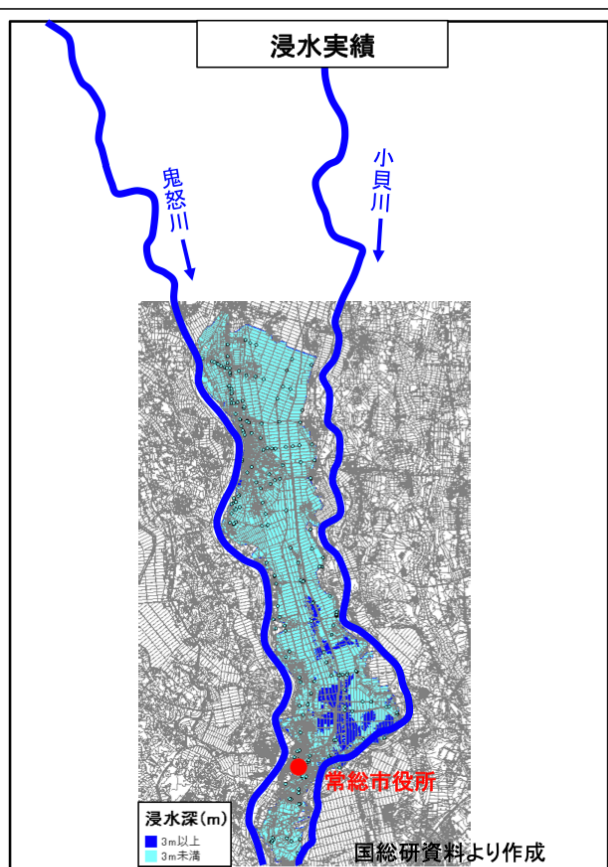 浸水実績
鬼怒川
小貝川
常総市役所
浸水深(m)
3m以上
3m未満
国総研資料より作成